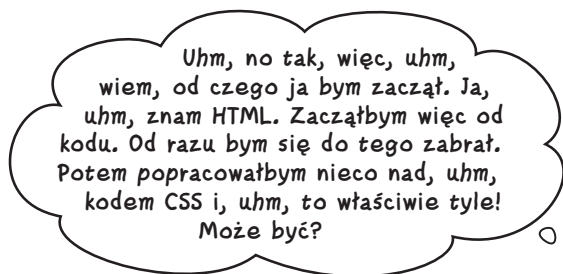 Uhm, no tak, więc, uhm,
wiem, od czego ja bym zaczął. Ja,
uhm, znam HTML. Zacząłbym więc od
kodu. Od razu bym się do tego zabrał.
Potem popracowałbym nieco nad, uhm,
kodem CSS i, uhm, to właściwie tyle!
Może być?